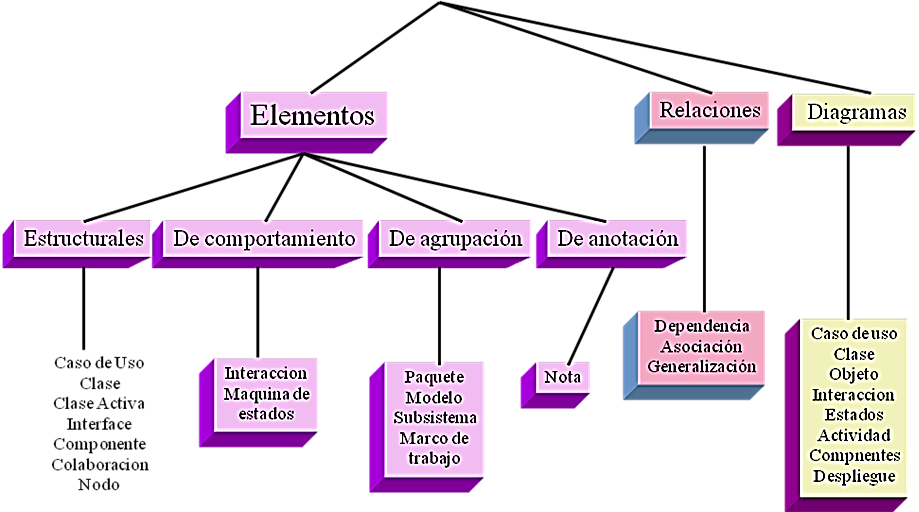 Elementos
Relaciones
Diagramas
Estructurales
De comportamiento
De agrupación
De anotación
Caso de Uso
Clase
Clase Activa
Interface
Componente
Colaboracion
Nodo
Interaccion
Maquina de
estados
Paquete
Modelo
Subsistema
Marco de
trabajo
Nota
Dependencia
Asociación
Generalización
Caso de uso
Clase
Objeto
Interaccion
Estados
Actividad
Compnentes
Despliegue